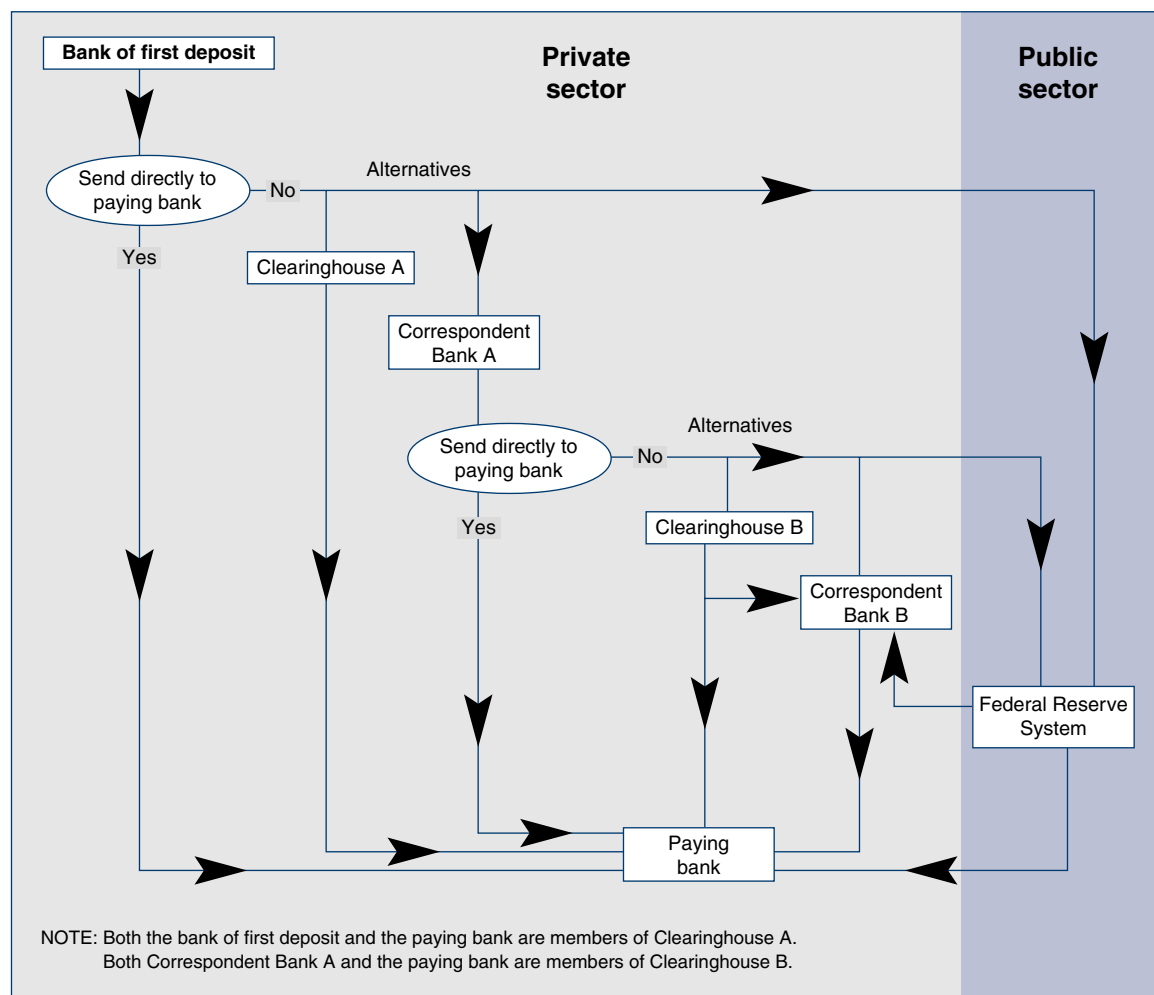 Bank of first deposit
Private
sector
Public
sector
Send directly to
paying bank
No
Alternatives
Yes
Clearinghouse A
Correspondent
Bank A
Send directly to
paying bank
No
Alternatives
Yes
Clearinghouse B
Correspondent
Bank B
Federal Reserve
System
Paying
bank
NOTE: Both the bank of first deposit and the paying bank are members of Clearinghouse A.
Both Correspondent Bank A and the paying bank are members of Clearinghouse B.